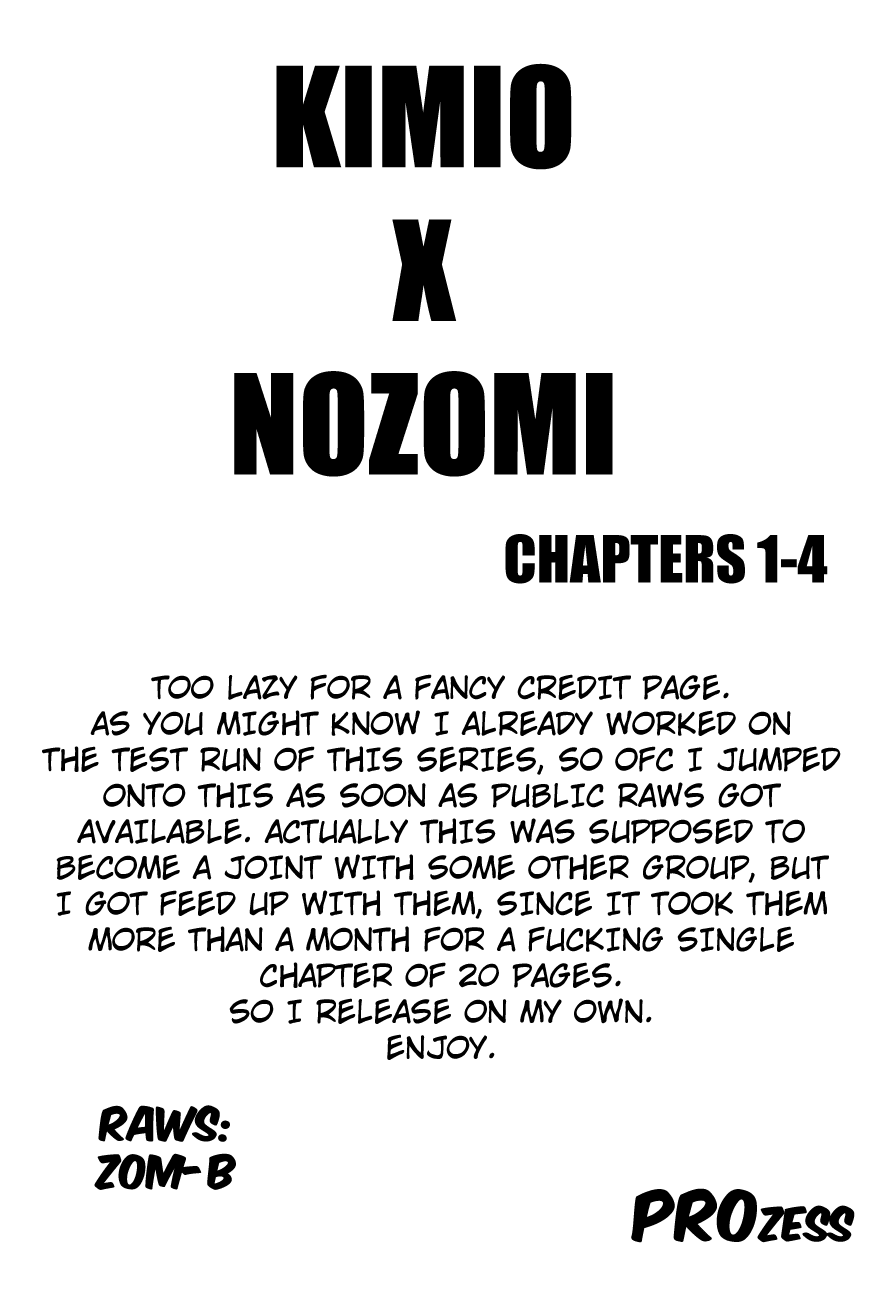 KIMIO
X
NOZOMI
CHAPTERS 1-4
TOO LAZY FOR A FANCY CREDIT PAGE.
AS YOU MIGHT KNOW I ALREADY WORKED ON
THE TEST RUN OF THIS SERIES, SO OFC I JUMPED
ONTO THIS AS SOON AS PUBLIC RAWS GOT
AVAILABLE. ACTUALLY THIS WAS SUPPOSED TO
BECOME A JOINT WITH SOME OTHER GROUP, BUT
I GOT FEED UP WITH THEM, SINCE IT TOOK THEM
MORE THAN A MONTH FOR A FUCKING SINGLE
CHAPTER OF 20 PAGES.
SO I RELEASE ON MY OWN.
ENJOY.
RAWS:
ZOM-B
PROZESS